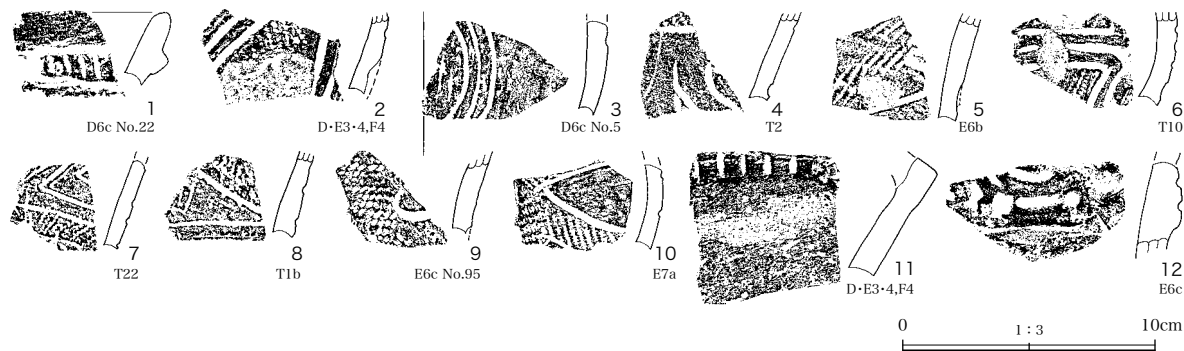 1
D6c No.22
2
D•E3•4,F4
3
D6c No.5
4
T2
5
E6b
6
T10
7
T22
8
T1b
9
E6c No.95
10
E7a
11
D•E3•4,F4
12
E6c
0 1 : 3 10cm